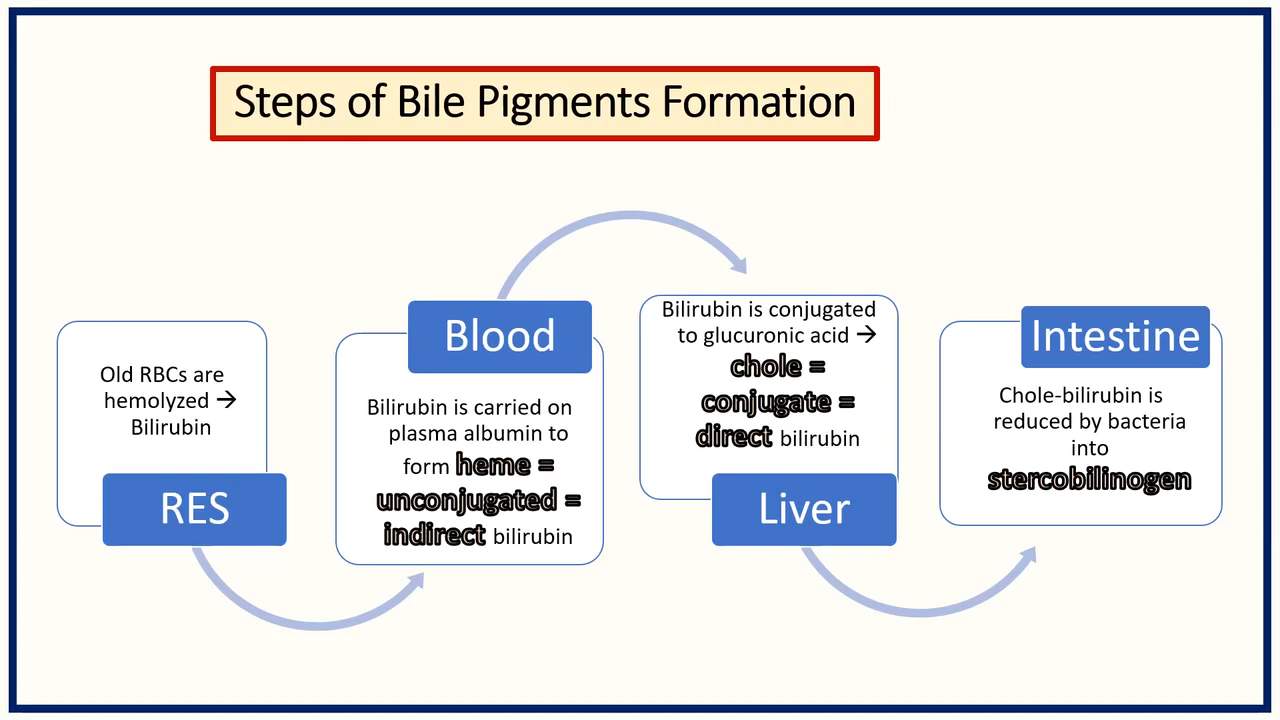 Steps of Bile Pigments Formation
Old RBCs are
hemolyzed →
Bilirubin
RES
Blood
Bilirubin is carried on
plasma albumin to
form heme =
unconjugated =
indirect bilirubin
Bilirubin is conjugated
to glucuronic acid →
chole =
conjugate =
direct bilirubin
Liver
Intestine
Chole-bilirubin is
reduced by bacteria
into
stercobilinogen